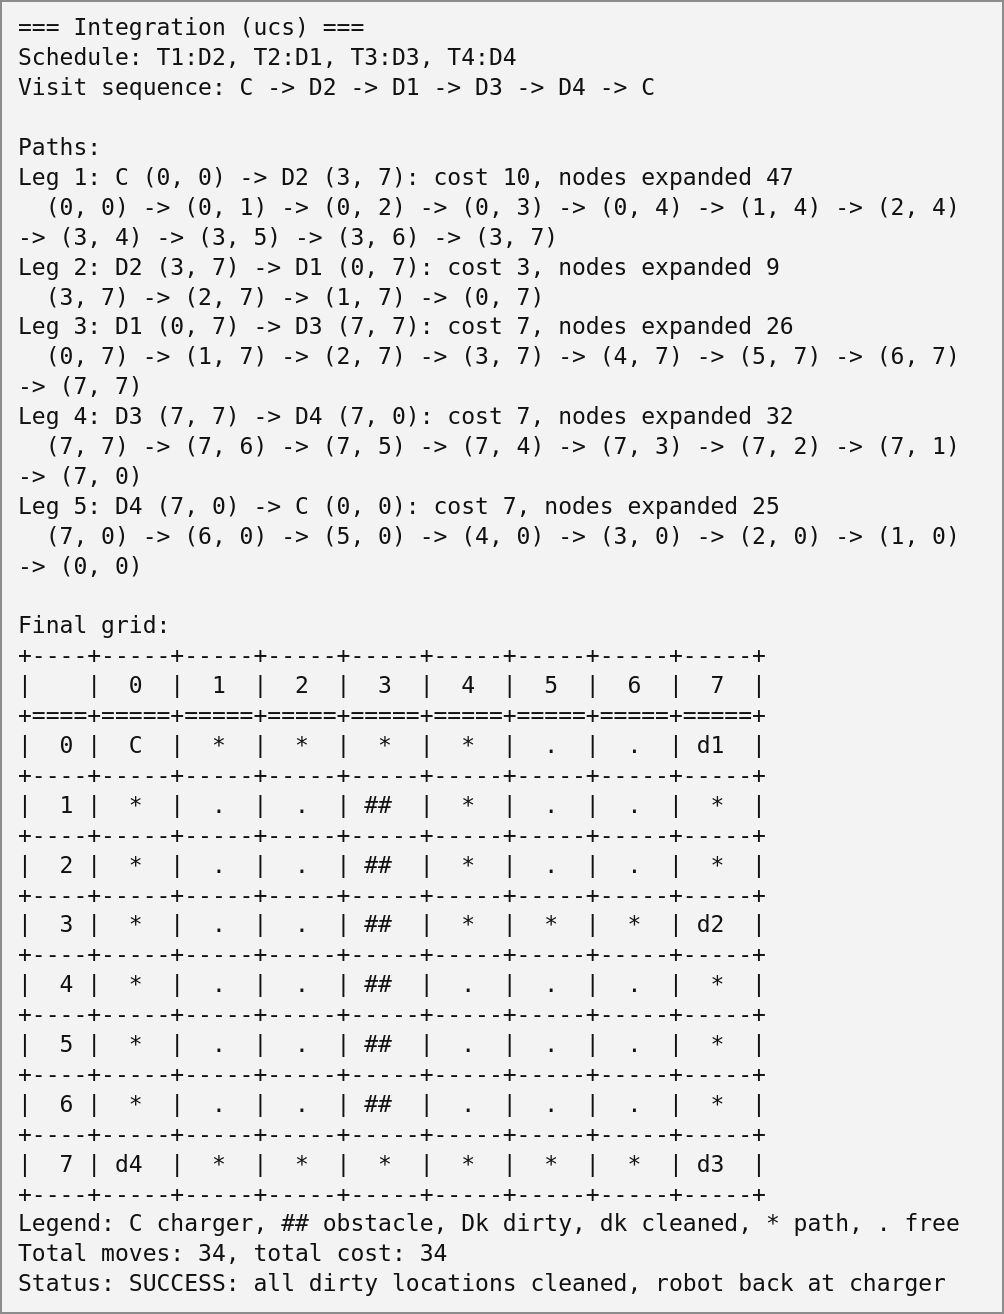 === Integration (ucs) ===
Schedule: T1:D2, T2:D1, T3:D3, T4:D4
Visit sequence: C -> D2 -> D1 -> D3 -> D4 -> C

Paths:
Leg 1: C (0, 0) -> D2 (3, 7): cost 10, nodes expanded 47
  (0, 0) -> (0, 1) -> (0, 2) -> (0, 3) -> (0, 4) -> (1, 4) -> (2, 4)
-> (3, 4) -> (3, 5) -> (3, 6) -> (3, 7)
Leg 2: D2 (3, 7) -> D1 (0, 7): cost 3, nodes expanded 9
  (3, 7) -> (2, 7) -> (1, 7) -> (0, 7)
Leg 3: D1 (0, 7) -> D3 (7, 7): cost 7, nodes expanded 26
  (0, 7) -> (1, 7) -> (2, 7) -> (3, 7) -> (4, 7) -> (5, 7) -> (6, 7)
-> (7, 7)
Leg 4: D3 (7, 7) -> D4 (7, 0): cost 7, nodes expanded 32
  (7, 7) -> (7, 6) -> (7, 5) -> (7, 4) -> (7, 3) -> (7, 2) -> (7, 1)
-> (7, 0)
Leg 5: D4 (7, 0) -> C (0, 0): cost 7, nodes expanded 25
  (7, 0) -> (6, 0) -> (5, 0) -> (4, 0) -> (3, 0) -> (2, 0) -> (1, 0)
-> (0, 0)

Final grid:
+----+-----+-----+-----+-----+-----+-----+-----+-----+
|    |  0  |  1  |  2  |  3  |  4  |  5  |  6  |  7  |
+====+=====+=====+=====+=====+=====+=====+=====+=====+
|  0 |  C  |  *  |  *  |  *  |  *  |  .  |  .  | d1  |
+----+-----+-----+-----+-----+-----+-----+-----+-----+
|  1 |  *  |  .  |  .  | ##  |  *  |  .  |  .  |  *  |
+----+-----+-----+-----+-----+-----+-----+-----+-----+
|  2 |  *  |  .  |  .  | ##  |  *  |  .  |  .  |  *  |
+----+-----+-----+-----+-----+-----+-----+-----+-----+
|  3 |  *  |  .  |  .  | ##  |  *  |  *  |  *  | d2  |
+----+-----+-----+-----+-----+-----+-----+-----+-----+
|  4 |  *  |  .  |  .  | ##  |  .  |  .  |  .  |  *  |
+----+-----+-----+-----+-----+-----+-----+-----+-----+
|  5 |  *  |  .  |  .  | ##  |  .  |  .  |  .  |  *  |
+----+-----+-----+-----+-----+-----+-----+-----+-----+
|  6 |  *  |  .  |  .  | ##  |  .  |  .  |  .  |  *  |
+----+-----+-----+-----+-----+-----+-----+-----+-----+
|  7 | d4  |  *  |  *  |  *  |  *  |  *  |  *  | d3  |
+----+-----+-----+-----+-----+-----+-----+-----+-----+
Legend: C charger, ## obstacle, Dk dirty, dk cleaned, * path, . free
Total moves: 34, total cost: 34
Status: SUCCESS: all dirty locations cleaned, robot back at charger